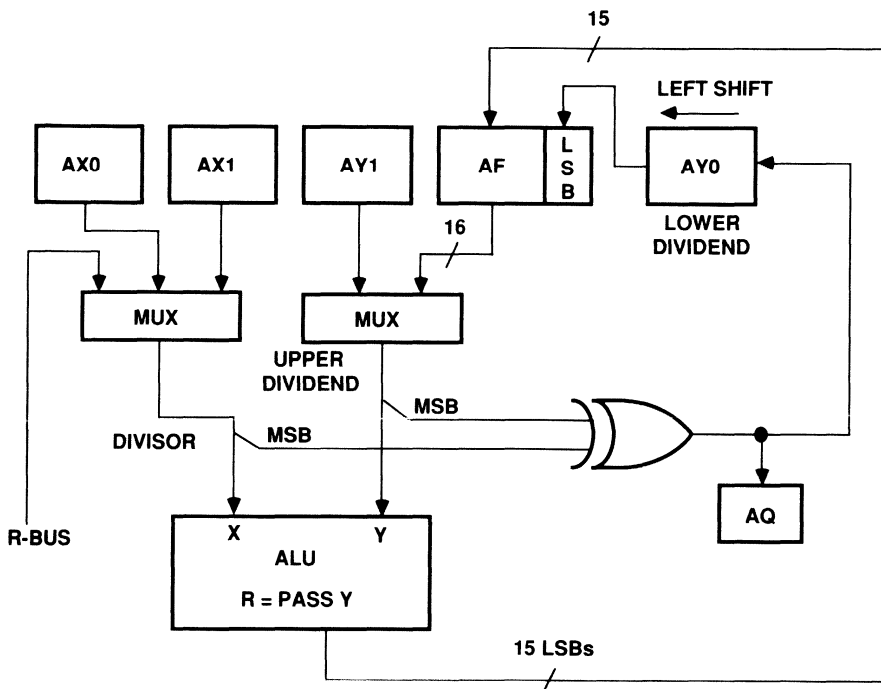 15
LEFT SHIFT
AX0
AX1
AY1
AF
L
S
B
AY0
LOWER
DIVIDEND
16
MUX
MUX
UPPER
DIVIDEND
MSB
DIVISOR
MSB
R-BUS
X
Y
ALU
R = PASS Y
AQ
15 LSBs